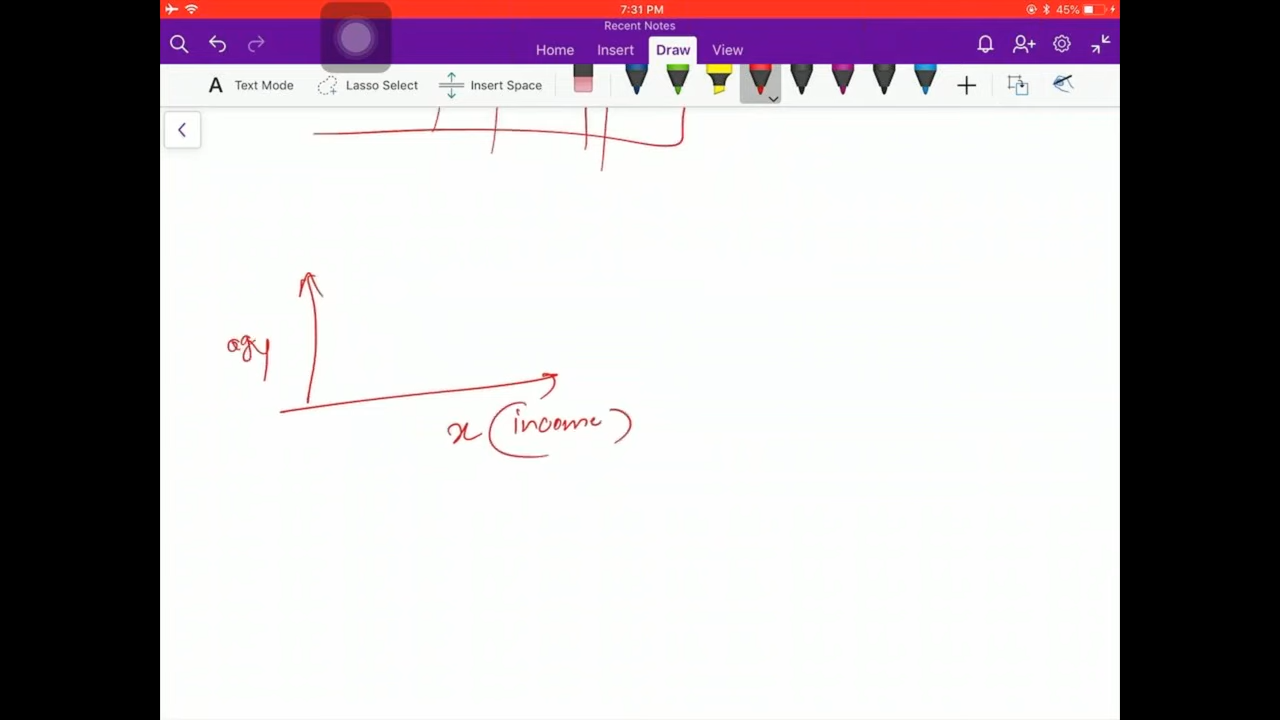 7:31 PM
45%
Recent Notes
Home Insert Draw View
A Text Mode Lasso Select Insert Space
x (income)